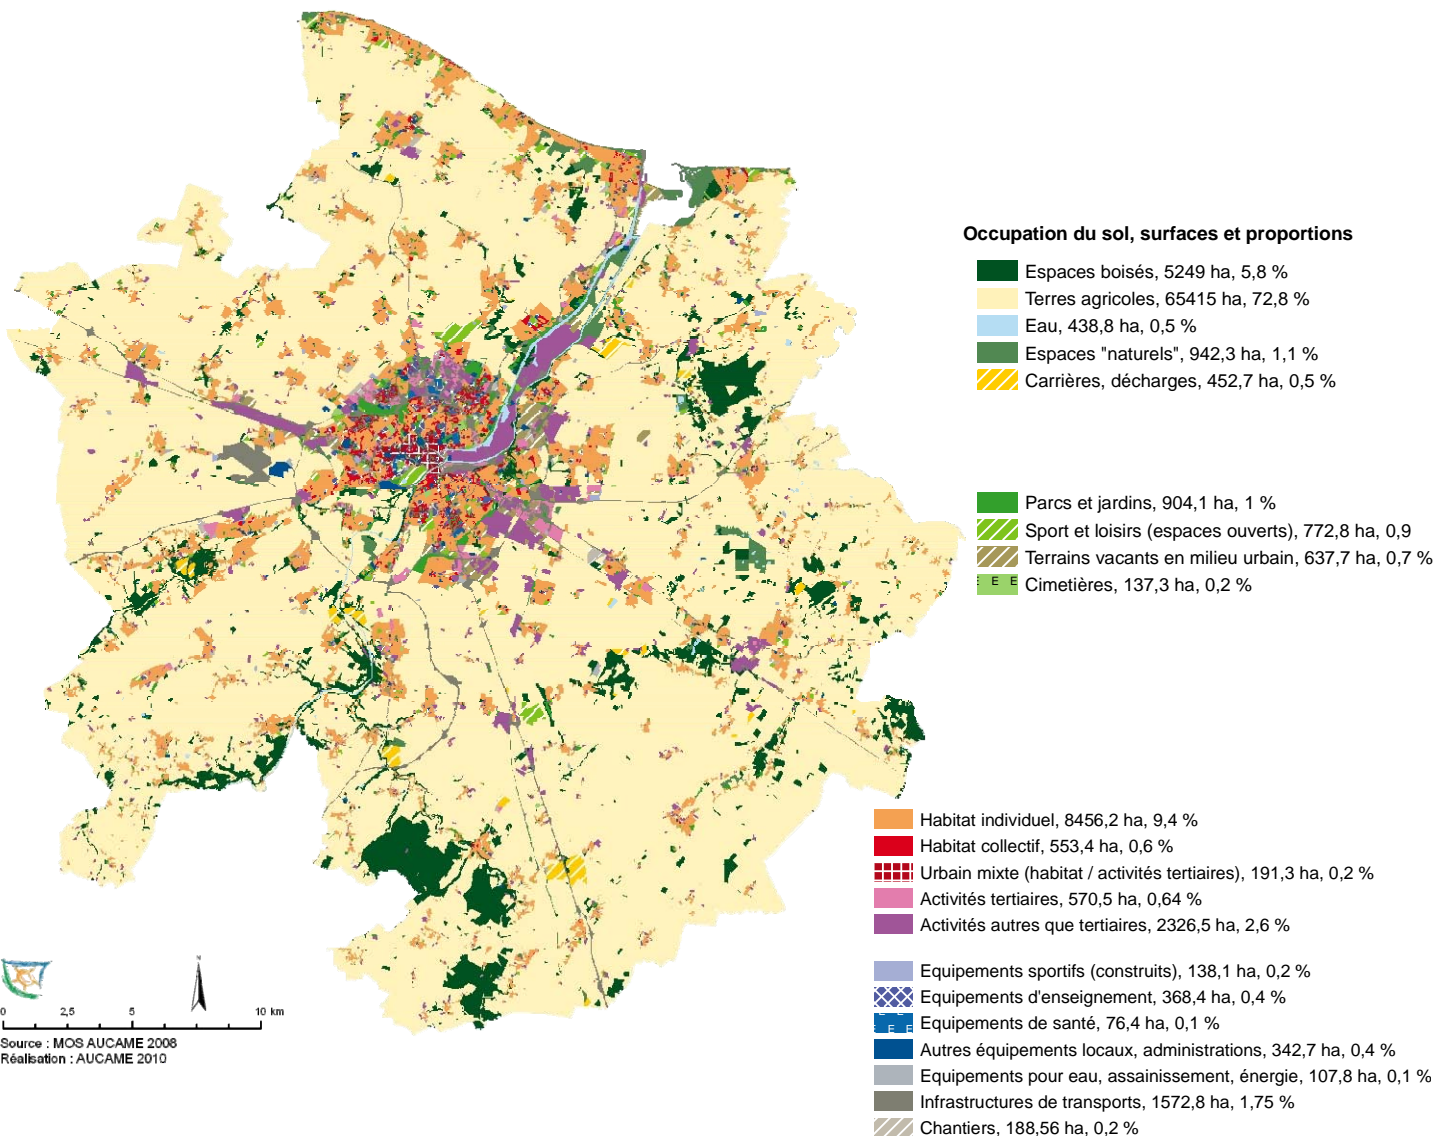 Occupation du sol, surfaces et proportions
Espaces boisés, 5249 ha, 5,8 %
Terres agricoles, 65415 ha, 72,8 %
Eau, 438,8 ha, 0,5 %
Espaces "naturels", 942,3 ha, 1,1 %
Carrières, décharges, 452,7 ha, 0,5 %
Parcs et jardins, 904,1 ha, 1 %
Sport et loisirs (espaces ouverts), 772,8 ha, 0,9
Terrains vacants en milieu urbain, 637,7 ha, 0,7 %
E E E Cimetières, 137,3 ha, 0,2 %
Habitat individuel, 8456,2 ha, 9,4 %
Habitat collectif, 553,4 ha, 0,6 %
Urbain mixte (habitat / activités tertiaires), 191,3 ha, 0,2 %
Activités tertiaires, 570,5 ha, 0,64 %
Activités autres que tertiaires, 2326,5 ha, 2,6 %
Equipements sportifs (construits), 138,1 ha, 0,2 %
Equipements d'enseignement, 368,4 ha, 0,4 %
E E E Equipements de santé, 76,4 ha, 0,1 %
Autres équipements locaux, administrations, 342,7 ha, 0,4 %
Equipements pour eau, assainissement, énergie, 107,8 ha, 0,1 %
Infrastructures de transports, 1572,8 ha, 1,75 %
Chantiers, 188,56 ha, 0,2 %
N
0 2,5 5 10 km
Source : MOS AUCAME 2008
Réalisation : AUCAME 2010